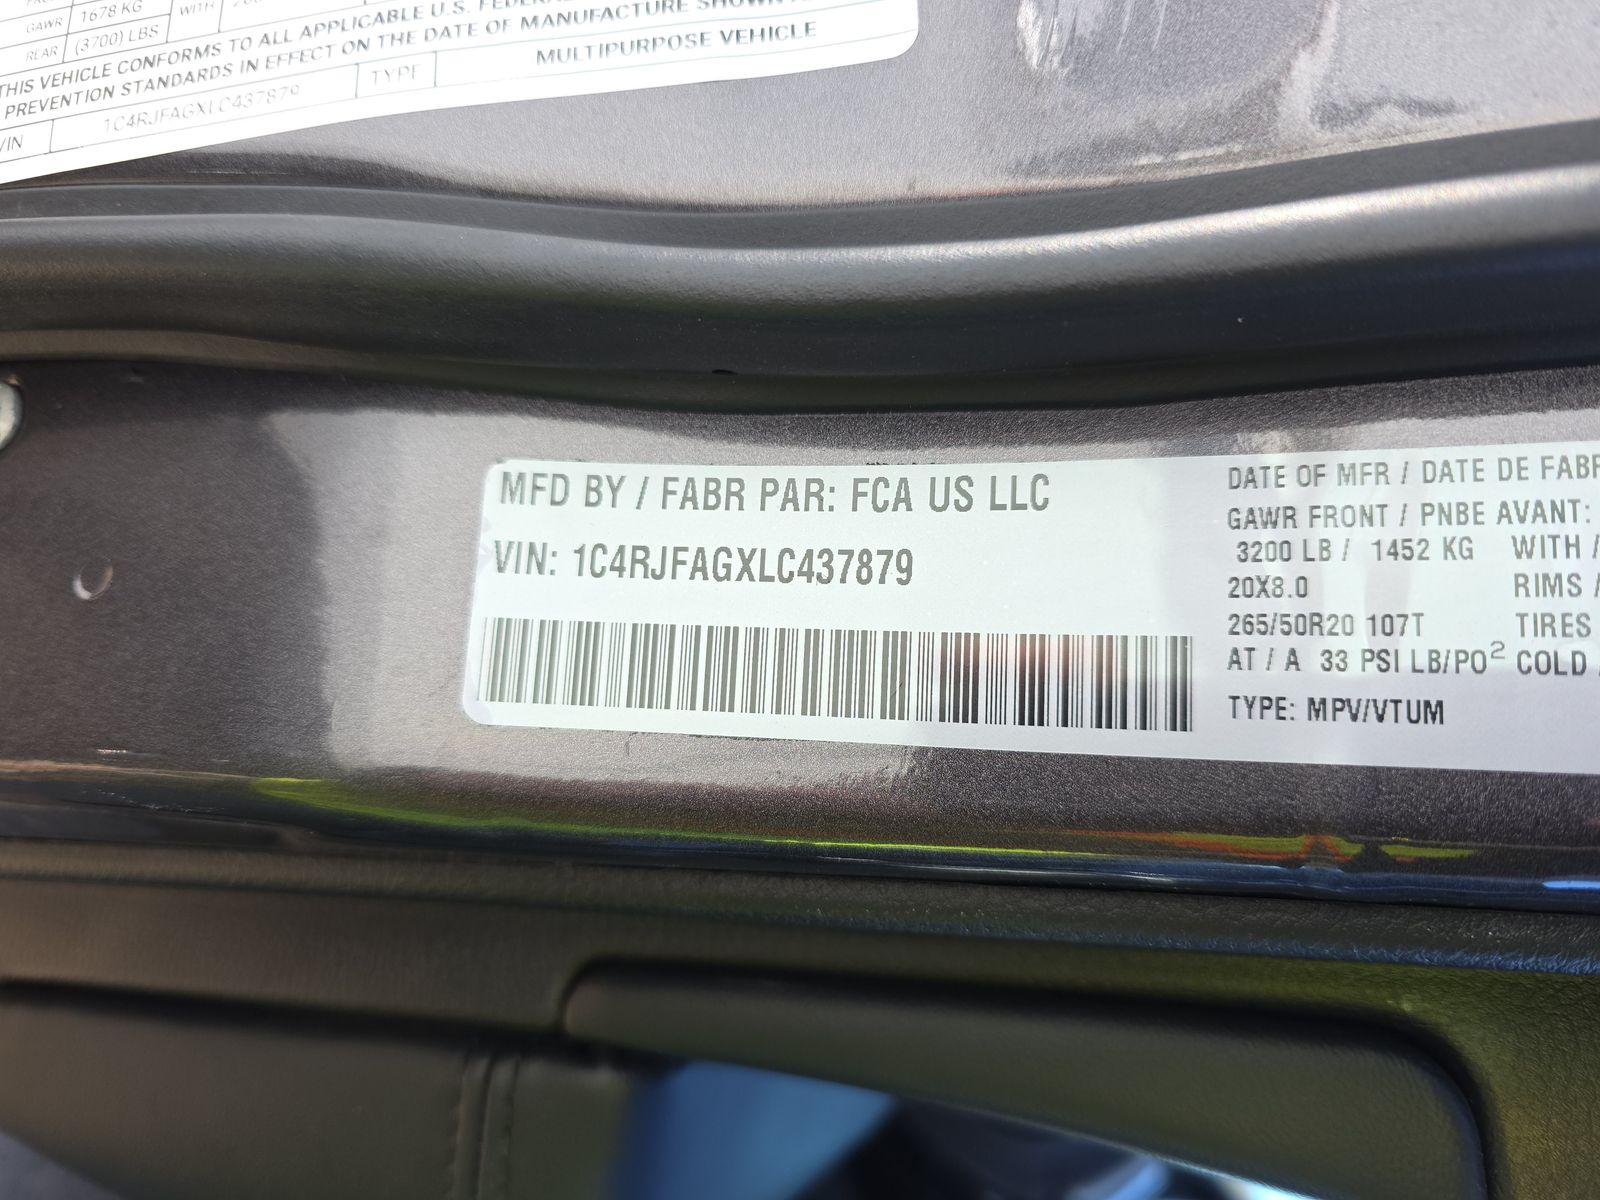 GAWR
1678 KG
WITH
REAR
(3700) LBS
THIS VEHICLE CONFORMS TO ALL APPLICABLE U.S.
PREVENTION STANDARDS IN EFFECT ON THE DATE OF MANUFACTURE SHOWN
VIN
1C4RJFAGXLC437879
TYPE
MULTIPURPOSE VEHICLE
MFD BY / FABR PAR: FCA US LLC
VIN: 1C4RJFAGXLC437879
DATE OF MFR / DATE DE FABR
GAWR FRONT / PNBE AVANT:
3200 LB / 1452 KG WITH /
20X8.0 RIMS /
265/50R20 107T TIRES
AT / A 33 PSI LB/PO² COLD /
TYPE: MPV/VTUM